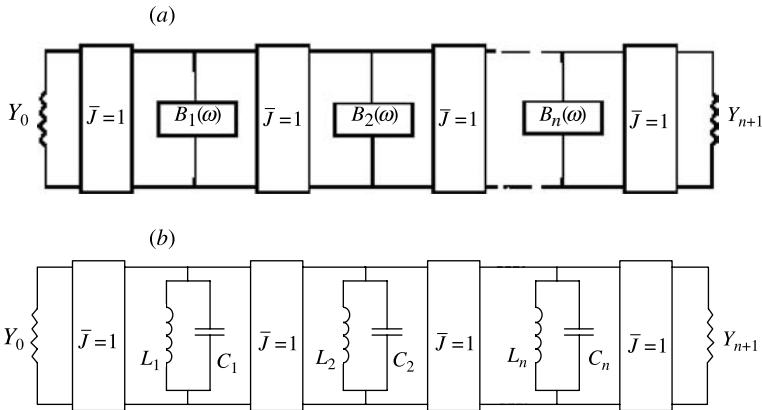 (a)
Y₀ J̄ = 1 B₁(ω) J̄ = 1 B₂(ω) J̄ = 1 Bₙ(ω) J̄ = 1 Yₙ₊₁
(b)
Y₀ J̄ = 1 L₁ C₁ J̄ = 1 L₂ C₂ J̄ = 1 Lₙ Cₙ J̄ = 1 Yₙ₊₁